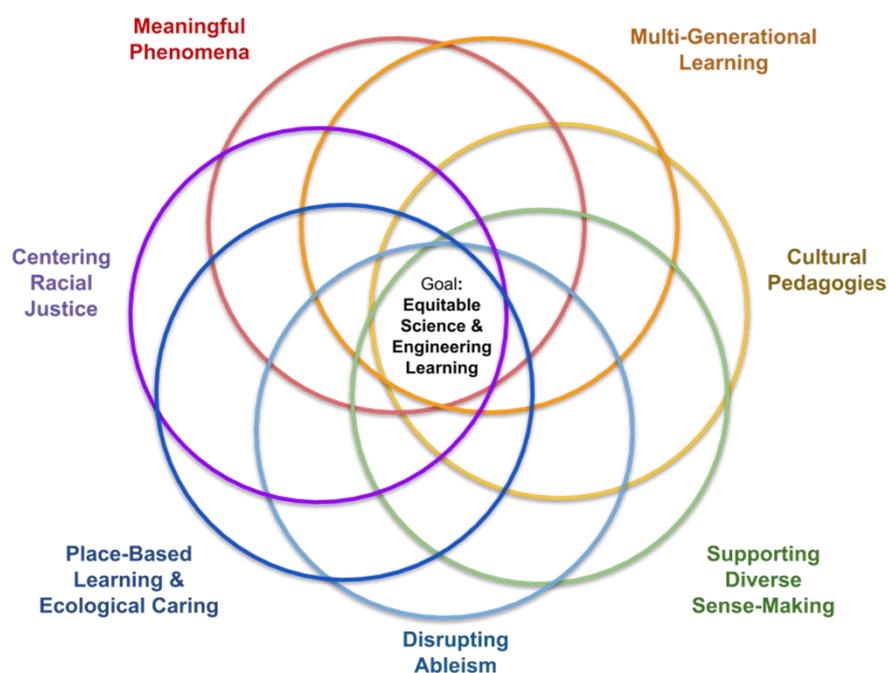 Meaningful
Phenomena
Multi-Generational
Learning
Centering
Racial
Justice
Goal:
Equitable
Science &
Engineering
Learning
Cultural
Pedagogies
Place-Based
Learning &
Ecological Caring
Supporting
Diverse
Sense-Making
Disrupting
Ableism